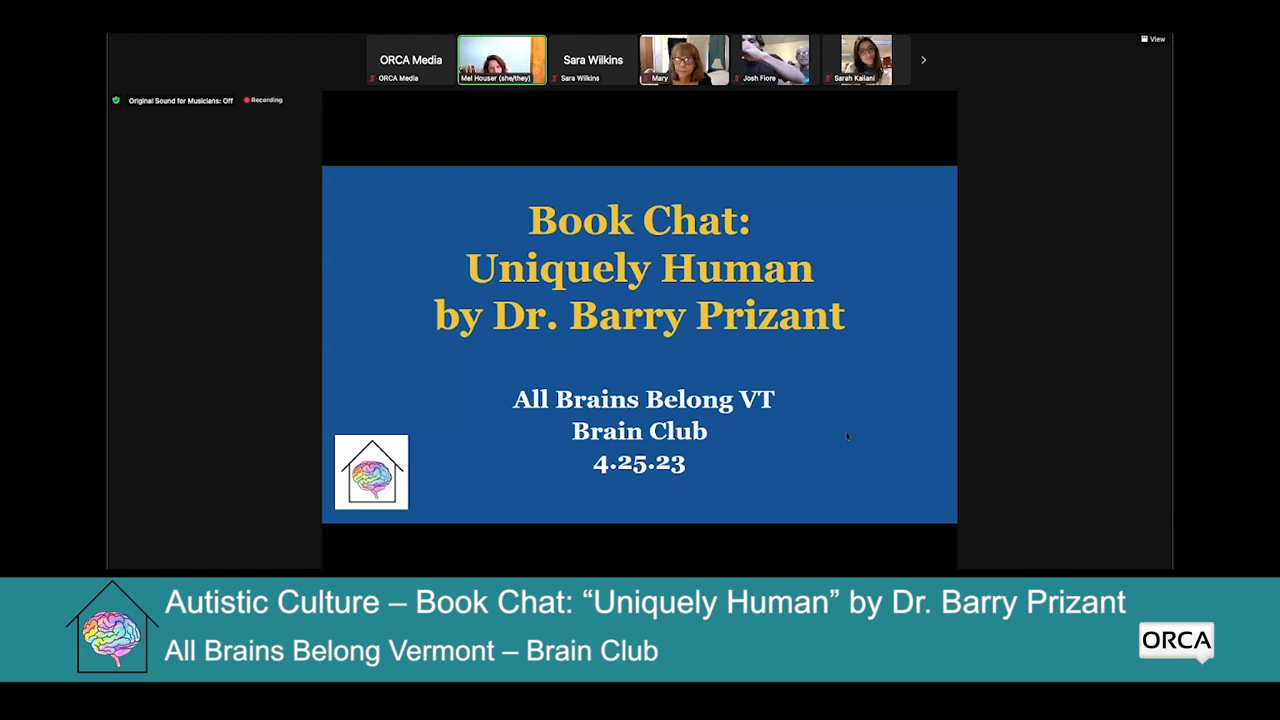 View
ORCA Media
Sara Wilkins
ORCA Media
Mel Houser (she/they)
Sara Wilkins
Mary
Josh Fiore
Sarah Kailani
Original Sound for Musicians: Off
Recording
Book Chat:
Uniquely Human
by Dr. Barry Prizant
All Brains Belong VT
Brain Club
4.25.23
Autistic Culture – Book Chat: “Uniquely Human” by Dr. Barry Prizant
All Brains Belong Vermont – Brain Club
ORCA